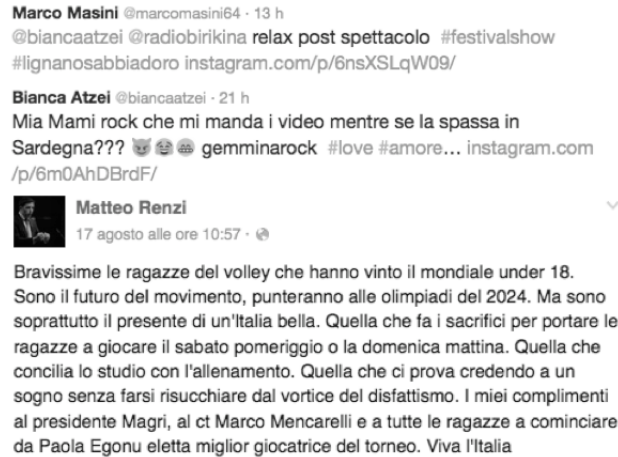 Marco Masini @marcomasini64 · 13 h
@biancaatzei @radiobirikina relax post spettacolo #festivalshow
#lignanosabbiadoro instagram.com/p/6nsXSLqW09/
Bianca Atzei @biancaatzei · 21 h
Mia Mami rock che mi manda i video mentre se la spassa in
Sardegna??? 😈😘😁 gemminarock #love #amore... instagram.com
/p/6m0AhDBrdF/
Matteo Renzi
17 agosto alle ore 10:57 ·
Bravissime le ragazze del volley che hanno vinto il mondiale under 18.
Sono il futuro del movimento, punteranno alle olimpiadi del 2024. Ma sono
soprattutto il presente di un'Italia bella. Quella che fa i sacrifici per portare le
ragazze a giocare il sabato pomeriggio o la domenica mattina. Quella che
concilia lo studio con l'allenamento. Quella che ci prova credendo a un
sogno senza farsi risucchiare dal vortice del disfattismo. I miei complimenti
al presidente Magri, al ct Marco Mencarelli e a tutte le ragazze a cominciare
da Paola Egonu eletta miglior giocatrice del torneo. Viva l'Italia